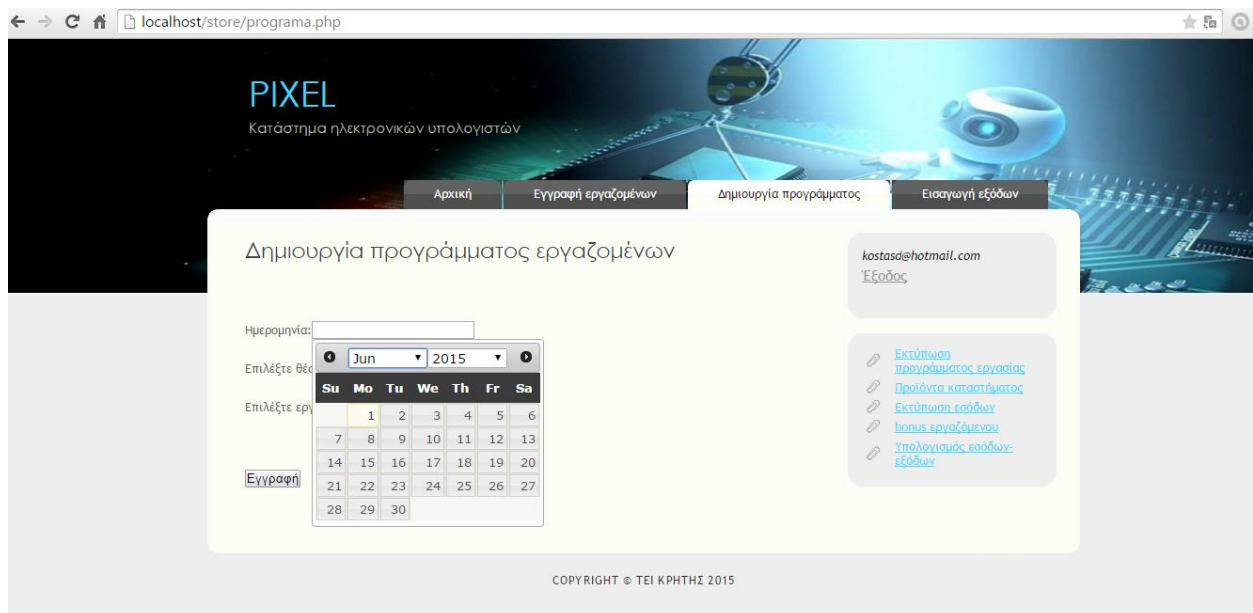 localhost/store/programa.php
PIXEL
Κατάστημα ηλεκτρονικών υπολογιστών
Αρχική
Εγγραφή εργαζομένων
Δημιουργία προγράμματος
Εισαγωγή εξόδων
Δημιουργία προγράμματος εργαζομένων
kostasd@hotmail.com
Έξοδος
Ημερομηνία:
Jun 2015
Επιλέξτε
Su Mo Tu We Th Fr Sa
Επιλέξτε
1 2 3 4 5 6
7 8 9 10 11 12 13
14 15 16 17 18 19 20
21 22 23 24 25 26 27
28 29 30
Εγγραφή
Εκτύπωση
προγράμματος εργασίας
Προϊόντα καταστήματος
Εκτύπωση εσόδων
bonus εργαζόμενου
Υπολογισμός εσόδων-
εξόδων
COPYRIGHT © ΤΕΙ ΚΡΗΤΗΣ 2015